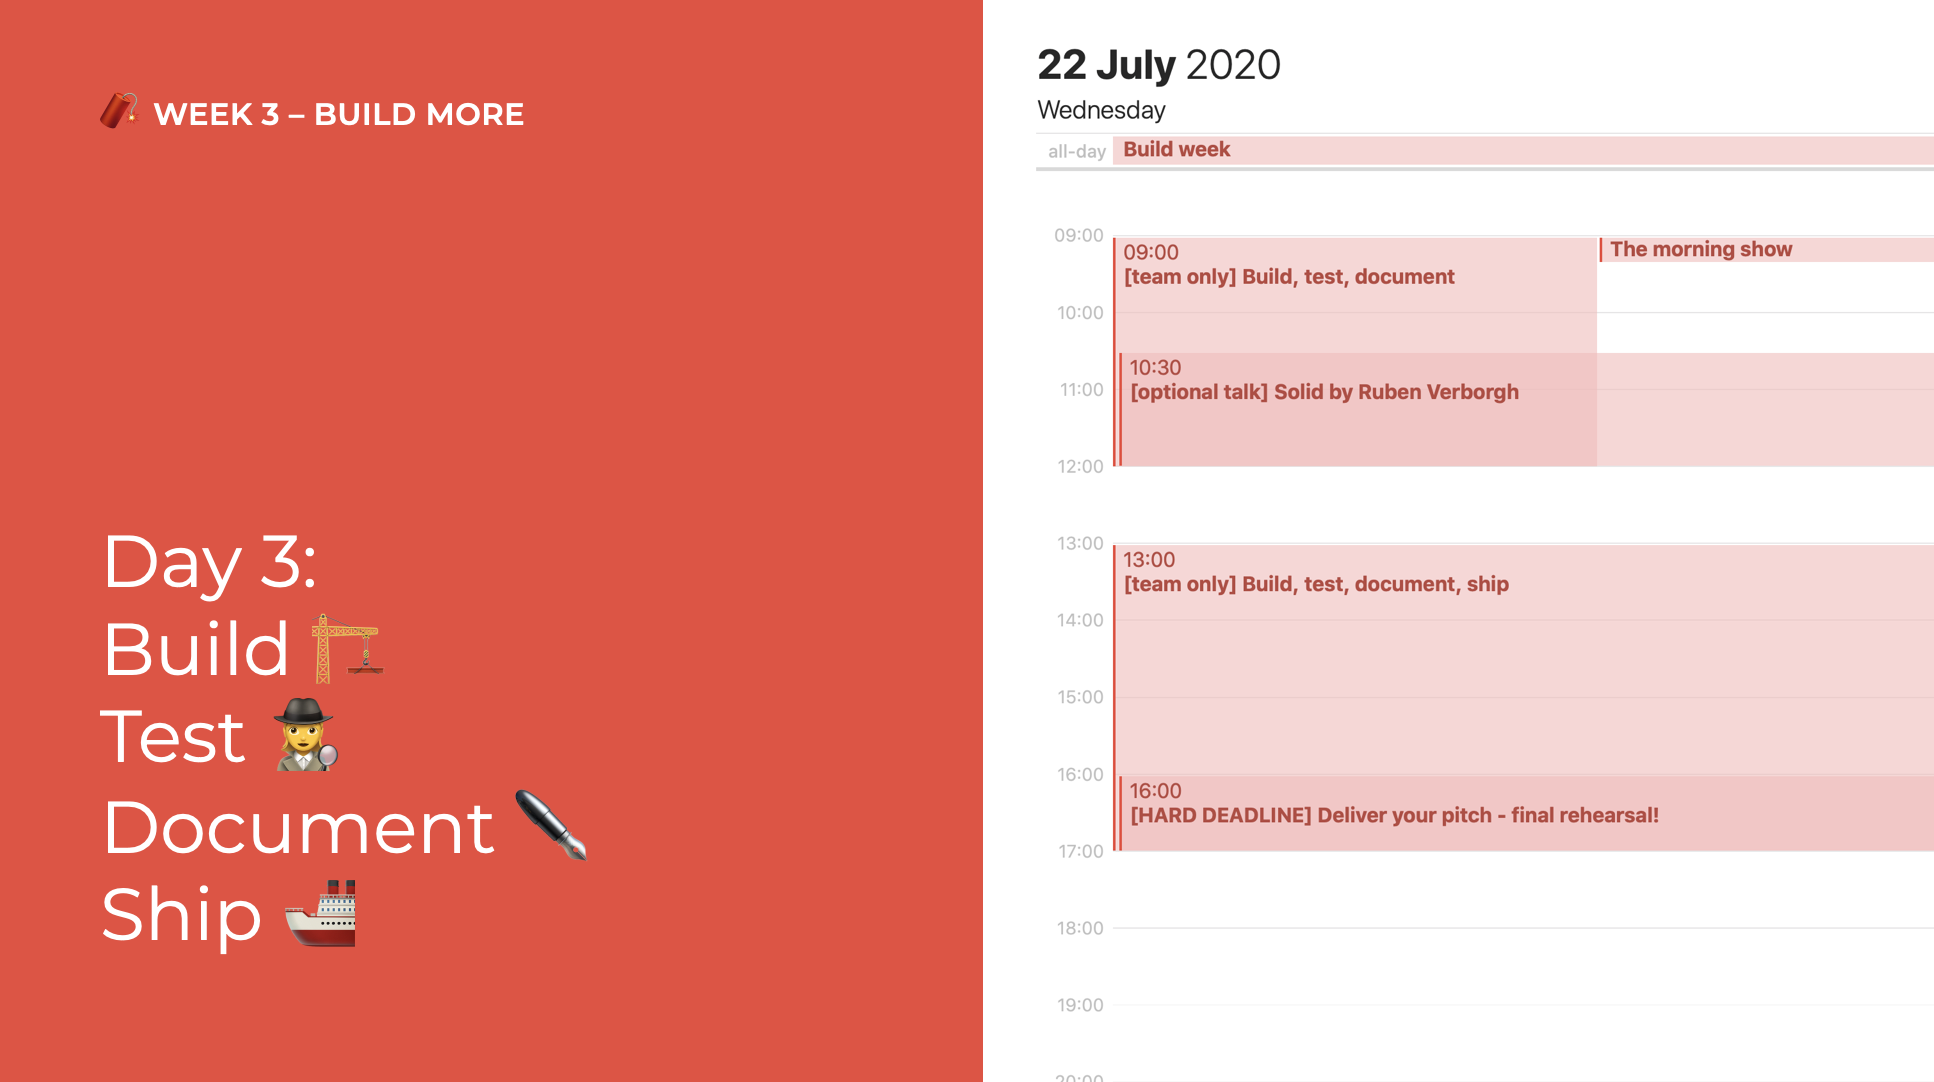 WEEK 3 – BUILD MORE
Day 3:
Build
Test
Document
Ship
22 July 2020
Wednesday
all-day
Build week
09:00
09:00
[team only] Build, test, document
The morning show
10:00
10:30
[optional talk] Solid by Ruben Verborgh
11:00
12:00
13:00
13:00
[team only] Build, test, document, ship
14:00
15:00
16:00
16:00
[HARD DEADLINE] Deliver your pitch - final rehearsal!
17:00
18:00
19:00
20:00